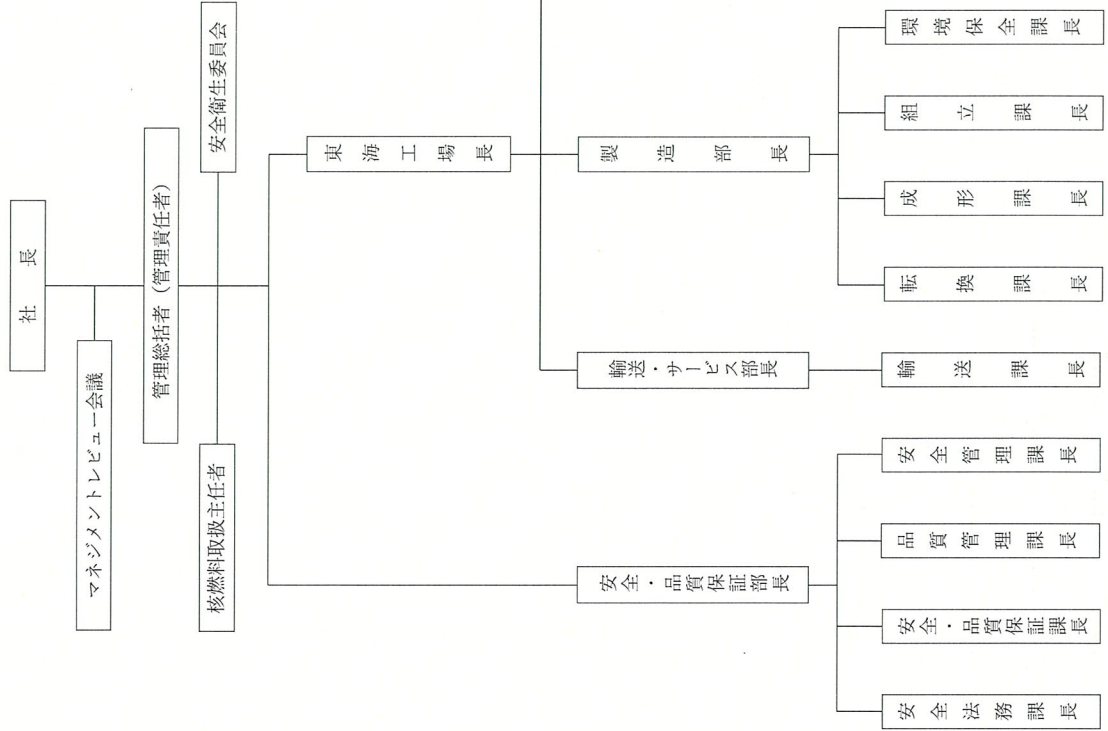 社長
マネジメントレビュー会議
管理総括者（管理責任者）
核燃料取扱主任者
安全衛生委員会
東海工場長
安全・品質保証部長
輸送・サービス部長
製造部長
安全法務課長
安全・品質保証課長
品質管理課長
安全管理課長
輸送課長
転換課長
成形課長
組立課長
環境保全課長